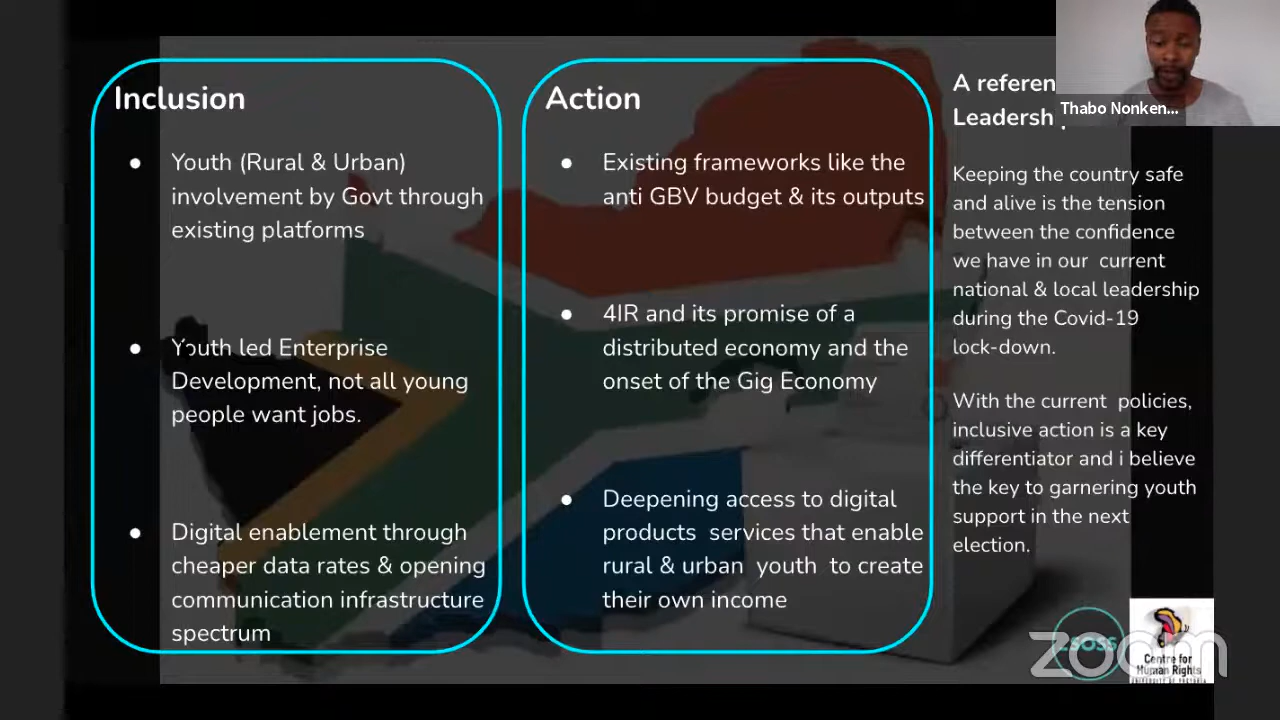 Inclusion
● Youth (Rural & Urban)
involvement by Govt through
existing platforms
● Youth led Enterprise
Development, not all young
people want jobs.
● Digital enablement through
cheaper data rates & opening
communication infrastructure
spectrum
Action
● Existing frameworks like the
anti GBV budget & its outputs
● 4IR and its promise of a
distributed economy and the
onset of the Gig Economy
● Deepening access to digital
products services that enable
rural & urban youth to create
their own income
A referen
Leadersh
Keeping the country safe
and alive is the tension
between the confidence
we have in our current
national & local leadership
during the Covid-19
lock-down.
With the current policies,
inclusive action is a key
differentiator and i believe
the key to garnering youth
support in the next
election.
Thabo Nonken...
zoom
Centre for
Human Rights